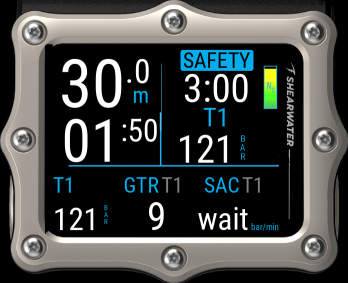 30.0 m SAFETY
3:00 N₂
01:50 T1
121 BAR
T1 GTR T1 SAC T1
121 BAR 9 wait bar/min
SHEARWATER